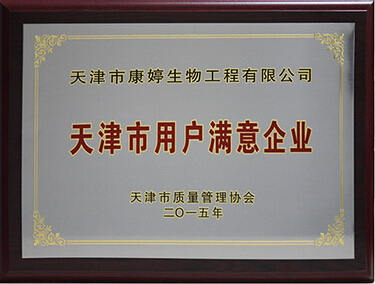 天津市康婷生物工程有限公司
天津市用户满意企业
天津市质量管理协会
二〇一五年